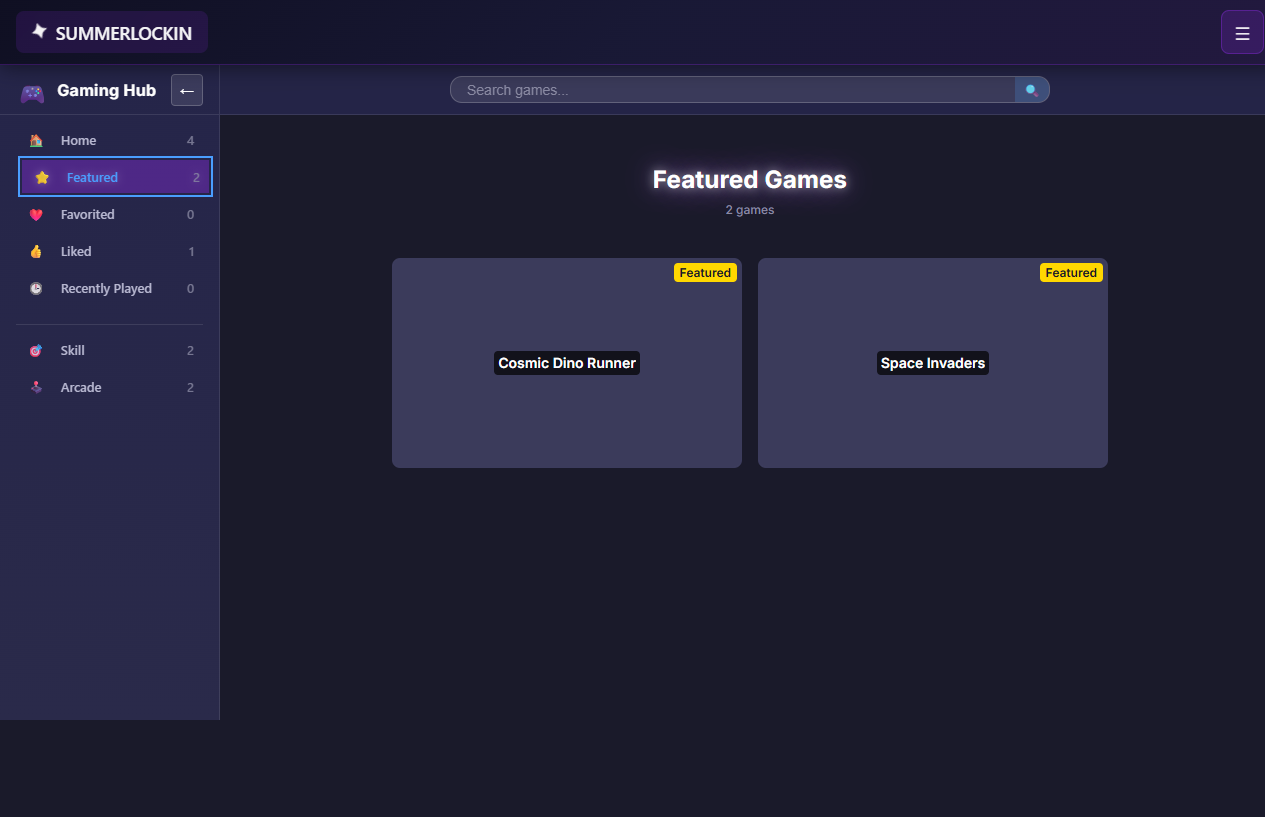 SUMMERLOCKIN
Gaming Hub
←
Search games...
Home 4
Featured 2
Favorited 0
Liked 1
Recently Played 0
Skill 2
Arcade 2
Featured Games
2 games
Featured
Cosmic Dino Runner
Featured
Space Invaders